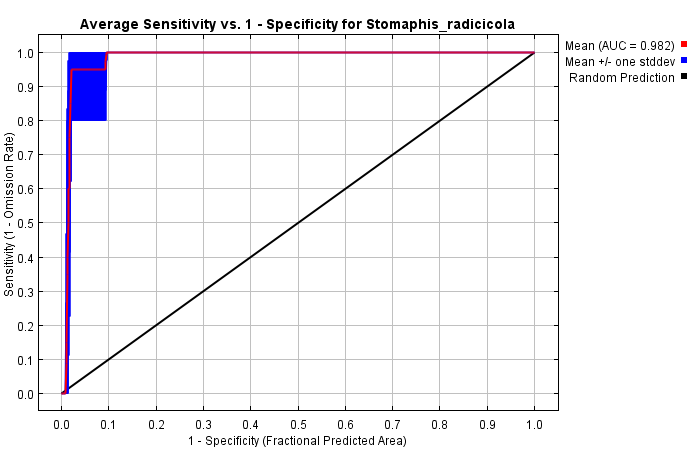 Average Sensitivity vs. 1 - Specificity for Stomaphis_radicicola
Mean (AUC = 0.982)
Mean +/- one stddev
Random Prediction
Sensitivity (1 - Omission Rate)
1.0
0.9
0.8
0.7
0.6
0.5
0.4
0.3
0.2
0.1
0.0
0.0 0.1 0.2 0.3 0.4 0.5 0.6 0.7 0.8 0.9 1.0
1 - Specificity (Fractional Predicted Area)